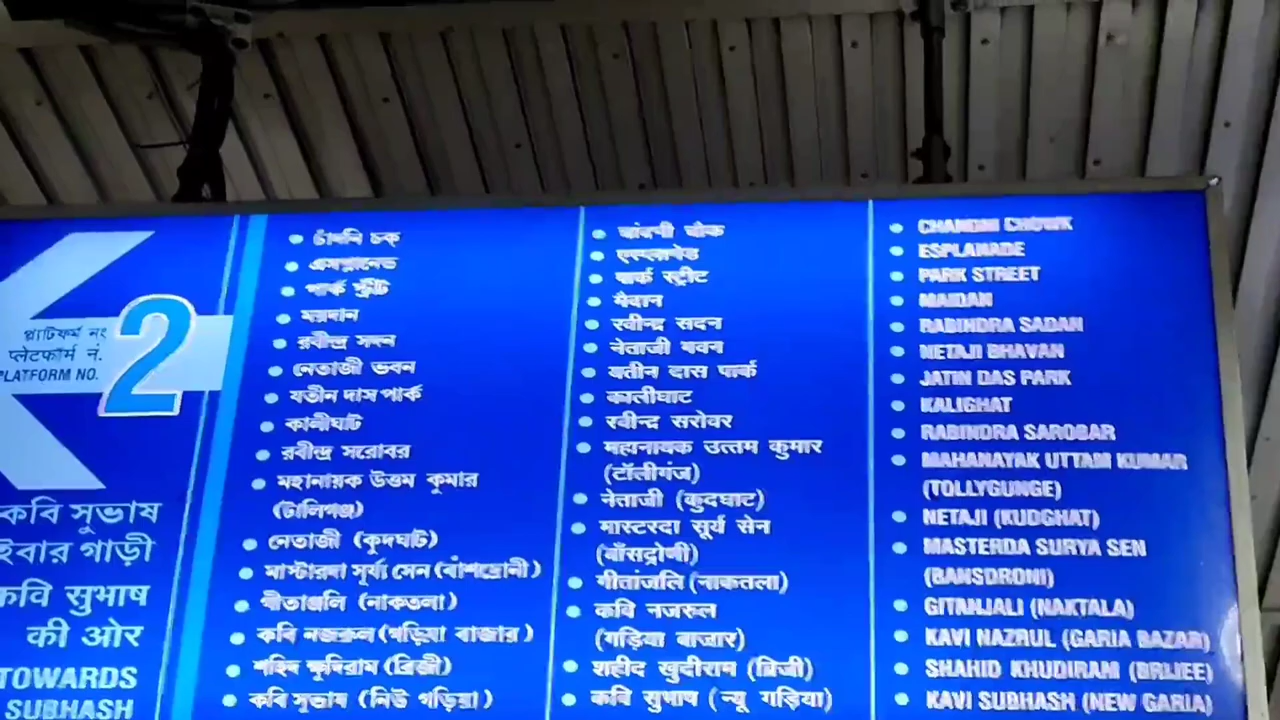 প্ল্যাটফর্ম নং
प्लेटफॉर्म नं.
PLATFORM NO.
2
কবি সুভাষ
গাড়ী
कवि सुभाष
की ओर
TOWARDS
SUBHASH
চাঁদনি চক্
এসপ্লানেড
পার্ক স্ট্রীট
ময়দান
রবীন্দ্র সদন
নেতাজী ভবন
যতীন দাস পার্ক
কালীঘাট
রবীন্দ্র সরোবর
মহানায়ক উত্তম কুমার
(টালিগঞ্জ)
নেতাজী (কুদঘাট)
মাস্টারদা সূর্য্য সেন (বাঁশদ্রোনী)
গীতাঞ্জলি (নাকতলা)
কবি নজরুল (গড়িয়া বাজার)
শহিদ ক্ষুদিরাম (ব্রিজী)
কবি সুভাষ (নিউ গড়িয়া)
चांदनी चौक
एस्प्लानेड
पार्क स्ट्रीट
मैदान
रवीन्द्र सदन
नेताजी भवन
यतीन दास पार्क
कालीघाट
रवीन्द्र सरोवर
महानायक उत्तम कुमार
(टॉलीगंज)
नेताजी (कुदघाट)
मास्टरदा सूर्य सेन
(बाँसद्रोणी)
गीतांजलि (नाकतला)
कवि नजरुल
(गड़िया बाजार)
शहीद खुदीराम (ब्रिजी)
कवि सुभाष (न्यू गड़िया)
CHANDNI CHOWK
ESPLANADE
PARK STREET
MAIDAN
RABINDRA SADAN
NETAJI BHAVAN
JATIN DAS PARK
KALIGHAT
RABINDRA SAROBAR
MAHANAYAK UTTAM KUMAR
(TOLLYGUNGE)
NETAJI (KUDGHAT)
MASTERDA SURYA SEN
(BANSDRONI)
GITANJALI (NAKTALA)
KAVI NAZRUL (GARIA BAZAR)
SHAHID KHUDIRAM (BRIJEE)
KAVI SUBHASH (NEW GARIA)